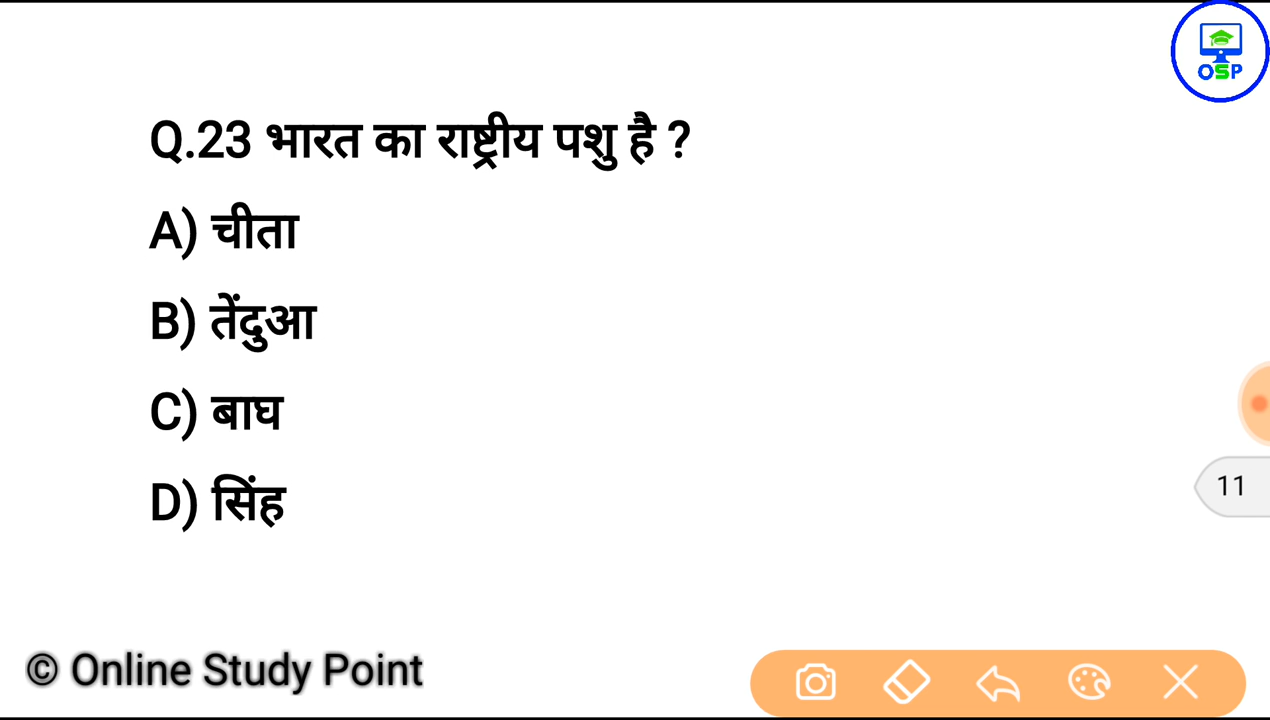 OSP
Q.23 भारत का राष्ट्रीय पशु है ?
A) चीता
B) तेंदुआ
C) बाघ
D) सिंह
11
© Online Study Point